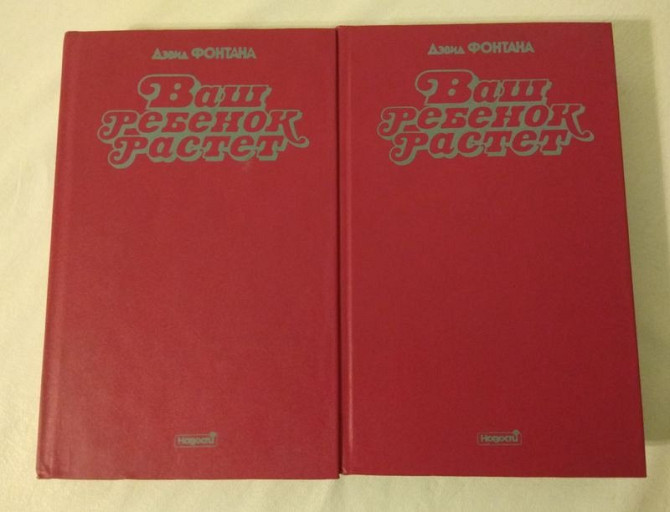 Дэвид ФОНТАНА
Ваш
ребенок
растет
Новости
Дэвид ФОНТАНА
Ваш
ребенок
растет
Новости